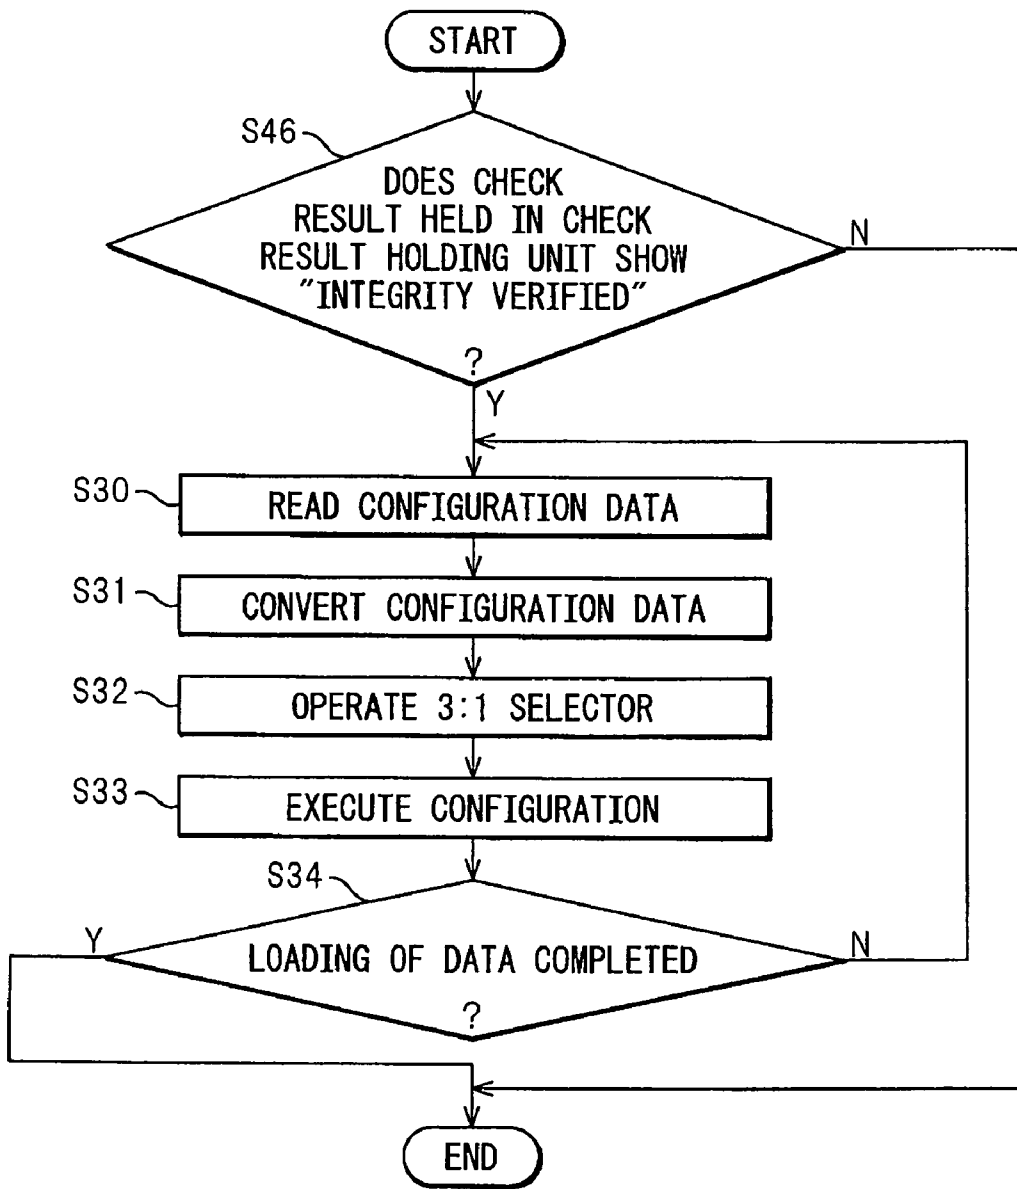 START
S46
DOES CHECK
RESULT HELD IN CHECK
RESULT HOLDING UNIT SHOW
"INTEGRITY VERIFIED"
?
N
Y
S30
READ CONFIGURATION DATA
S31
CONVERT CONFIGURATION DATA
S32
OPERATE 3:1 SELECTOR
S33
EXECUTE CONFIGURATION
S34
Y
LOADING OF DATA COMPLETED
?
N
END